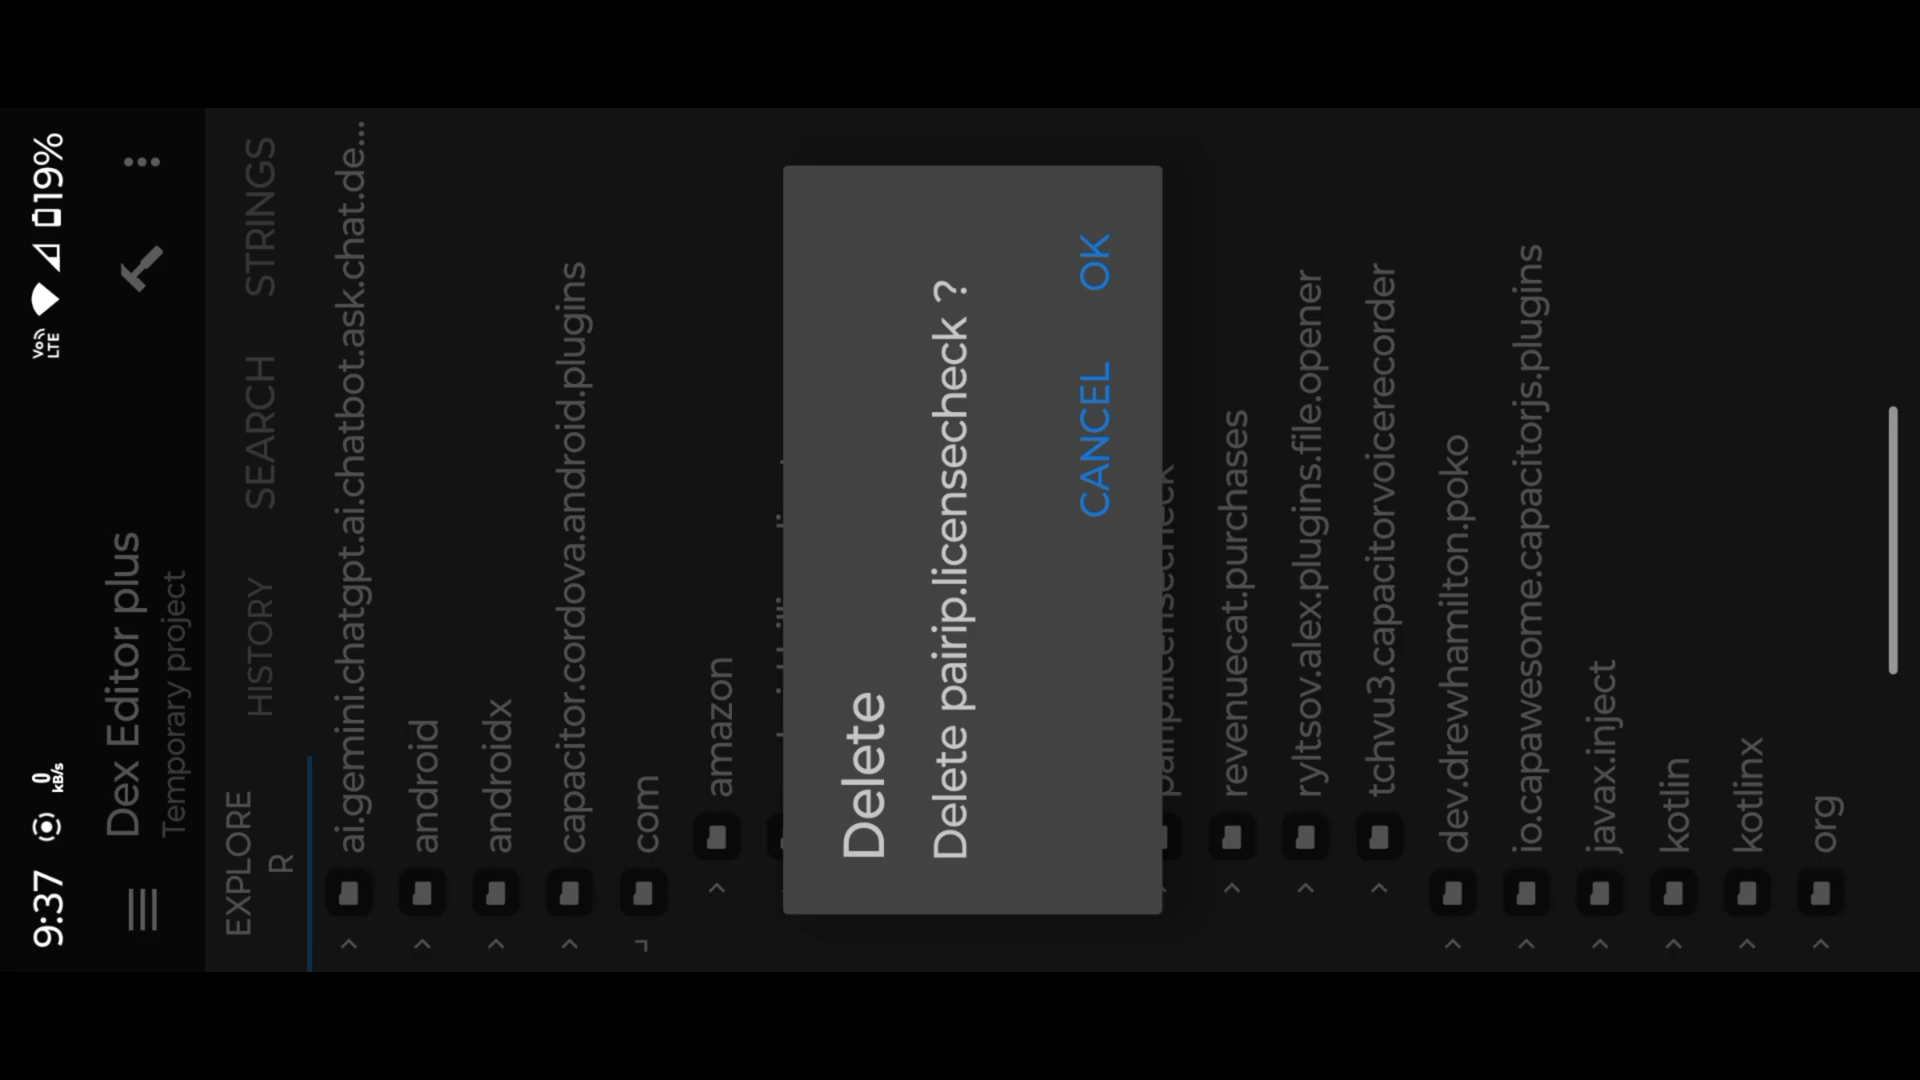 9:37 0 kB/s Vo LTE 19%
Dex Editor plus
Temporary project
EXPLORE
R
HISTORY
SEARCH
STRINGS
ai.gemini.chatgpt.ai.chatbot.ask.chat.de...
android
androidx
capacitor.cordova.android.plugins
com
amazon
Delete
Delete pairip.licensecheck ?
CANCEL OK
pairip.licensecheck
revenuecat.purchases
ryltsov.alex.plugins.file.opener
tchvu3.capacitorvoicerecorder
dev.drewhamilton.poko
io.capawesome.capacitorjs.plugins
javax.inject
kotlin
kotlinx
org